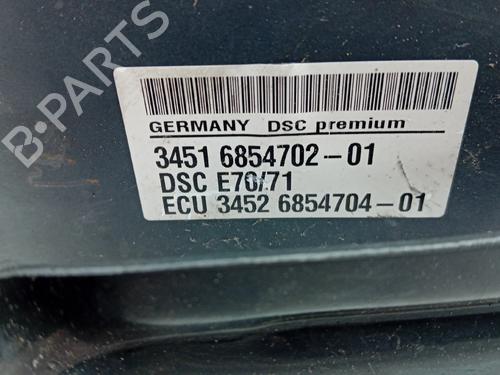 B-PARTS
GERMANY DSC premium
3451 6854702-01
DSC E70/71
ECU 3452 6854704-01